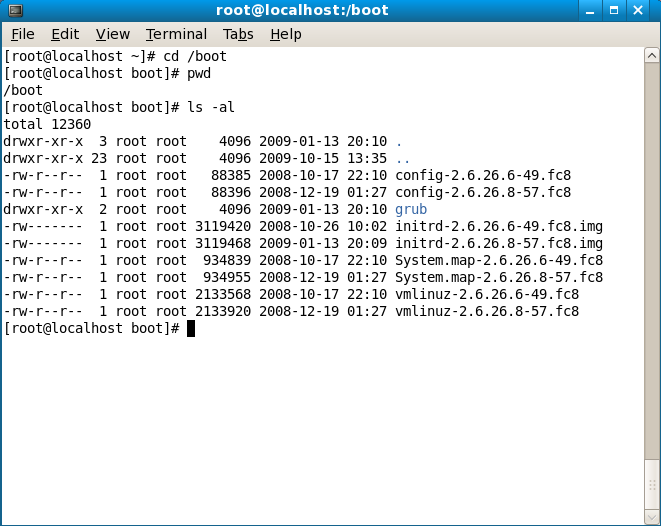 root@localhost:/boot
File Edit View Terminal Tabs Help
[root@localhost ~]# cd /boot
[root@localhost boot]# pwd
/boot
[root@localhost boot]# ls -al
total 12360
drwxr-xr-x  3 root root    4096 2009-01-13 20:10 .
drwxr-xr-x 23 root root    4096 2009-10-15 13:35 ..
-rw-r--r--  1 root root   88385 2008-10-17 22:10 config-2.6.26.6-49.fc8
-rw-r--r--  1 root root   88396 2008-12-19 01:27 config-2.6.26.8-57.fc8
drwxr-xr-x  2 root root    4096 2009-01-13 20:10 grub
-rw-------  1 root root 3119420 2008-10-26 10:02 initrd-2.6.26.6-49.fc8.img
-rw-------  1 root root 3119468 2009-01-13 20:09 initrd-2.6.26.8-57.fc8.img
-rw-r--r--  1 root root  934839 2008-10-17 22:10 System.map-2.6.26.6-49.fc8
-rw-r--r--  1 root root  934955 2008-12-19 01:27 System.map-2.6.26.8-57.fc8
-rw-r--r--  1 root root 2133568 2008-10-17 22:10 vmlinuz-2.6.26.6-49.fc8
-rw-r--r--  1 root root 2133920 2008-12-19 01:27 vmlinuz-2.6.26.8-57.fc8
[root@localhost boot]#